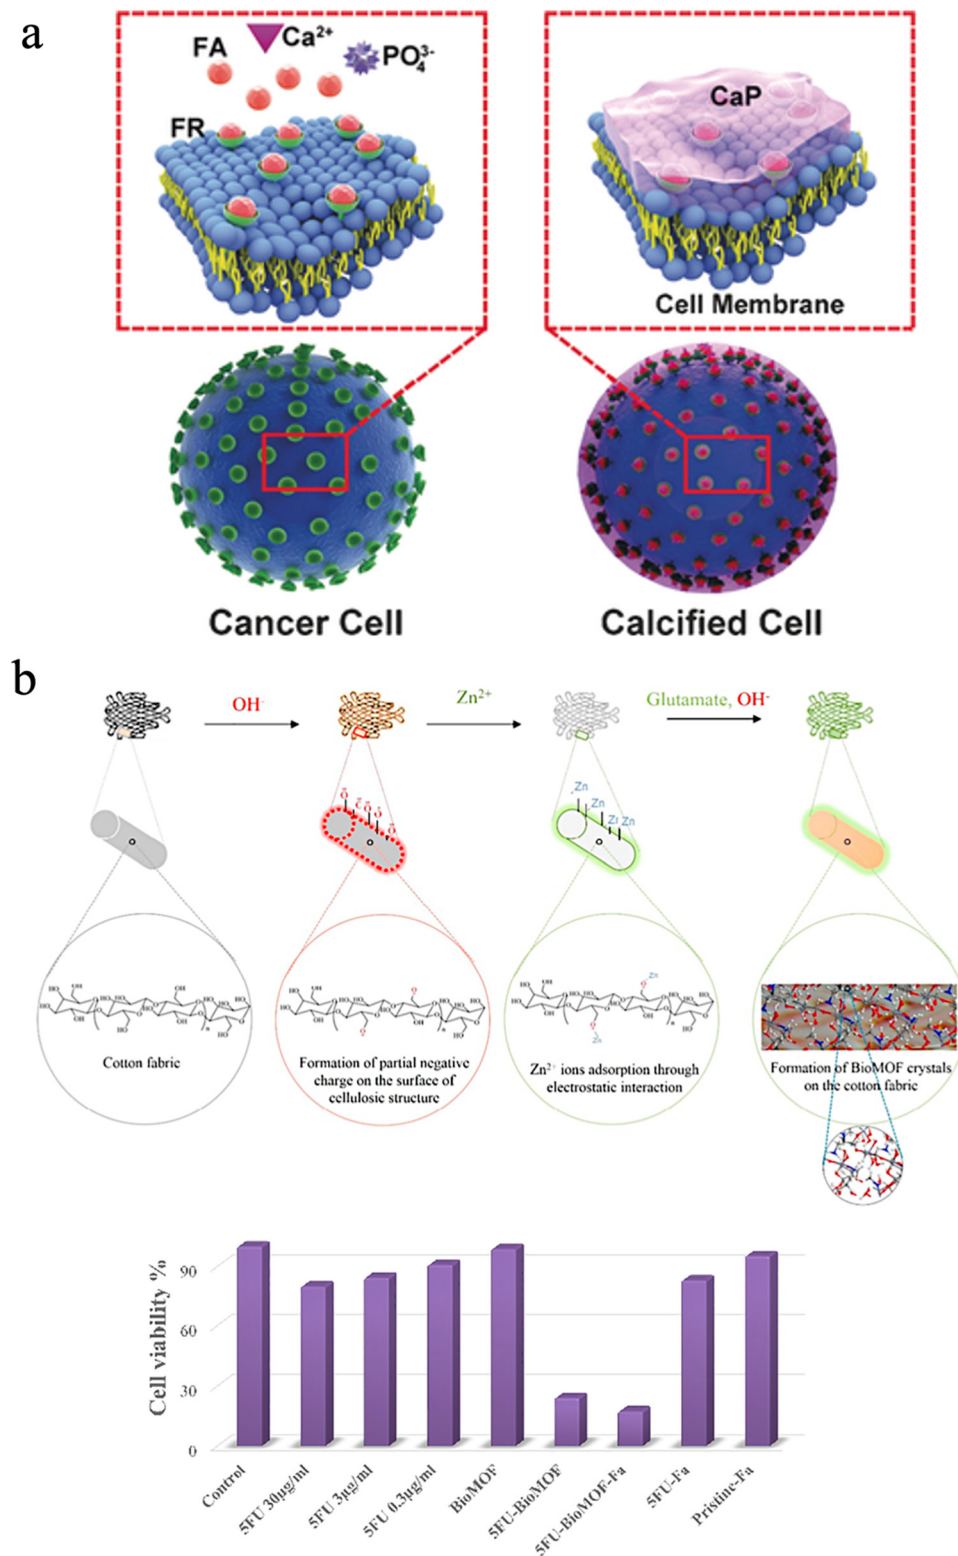 a
FA
Ca2+
PO43-
FR
CaP
Cell Membrane
Cancer Cell
Calcified Cell
b
OH-
Zn2+
Glutamate, OH-
Zn
Zn
Zn
Cotton fabric
Formation of partial negative
charge on the surface of
cellulosic structure
Zn2+ ions adsorption through
electrostatic interaction
Formation of BioMOF crystals
on the cotton fabric
Cell viability %
90
60
30
0
Control
5FU 30µg/ml
5FU 3µg/ml
5FU 0.3µg/ml
BioMOF
5FU-BioMOF
5FU-BioMOF-Fa
5FU-Fa
Pristine-Fa